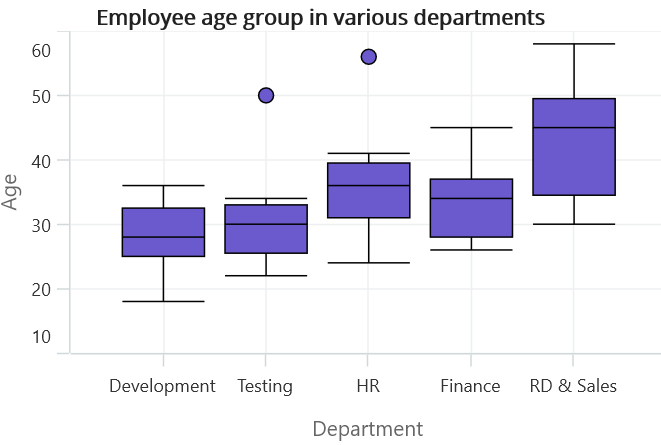 Employee age group in various departments
60
50
40
30
20
10
Age
Development Testing HR Finance RD & Sales
Department